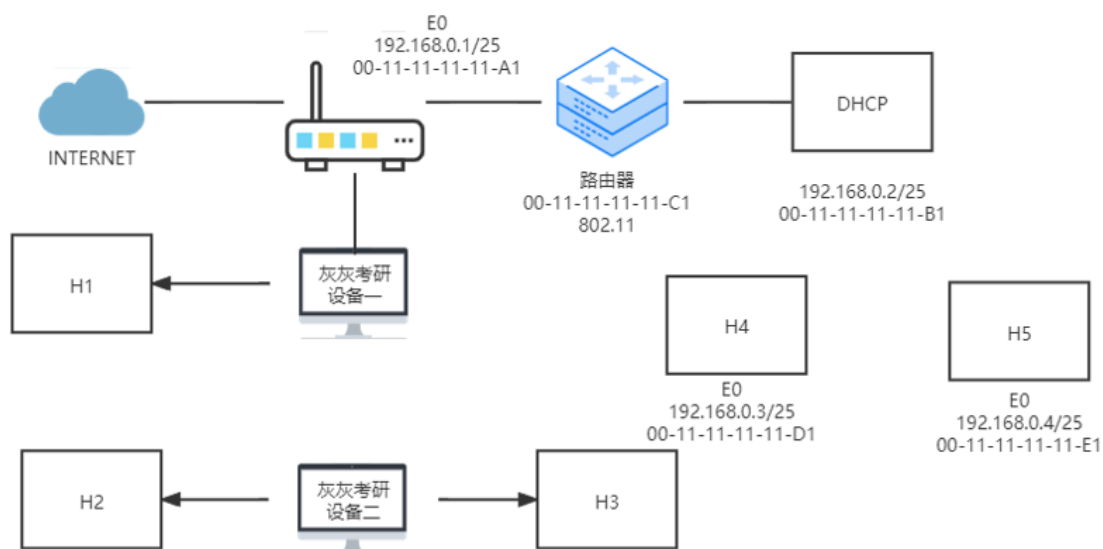 E0
192.168.0.1/25
00-11-11-11-11-A1
INTERNET
DHCP
路由器
00-11-11-11-11-C1
802.11
192.168.0.2/25
00-11-11-11-11-B1
H1
灰灰考研
设备一
H4
E0
192.168.0.3/25
00-11-11-11-11-D1
H5
E0
192.168.0.4/25
00-11-11-11-11-E1
H2
灰灰考研
设备二
H3